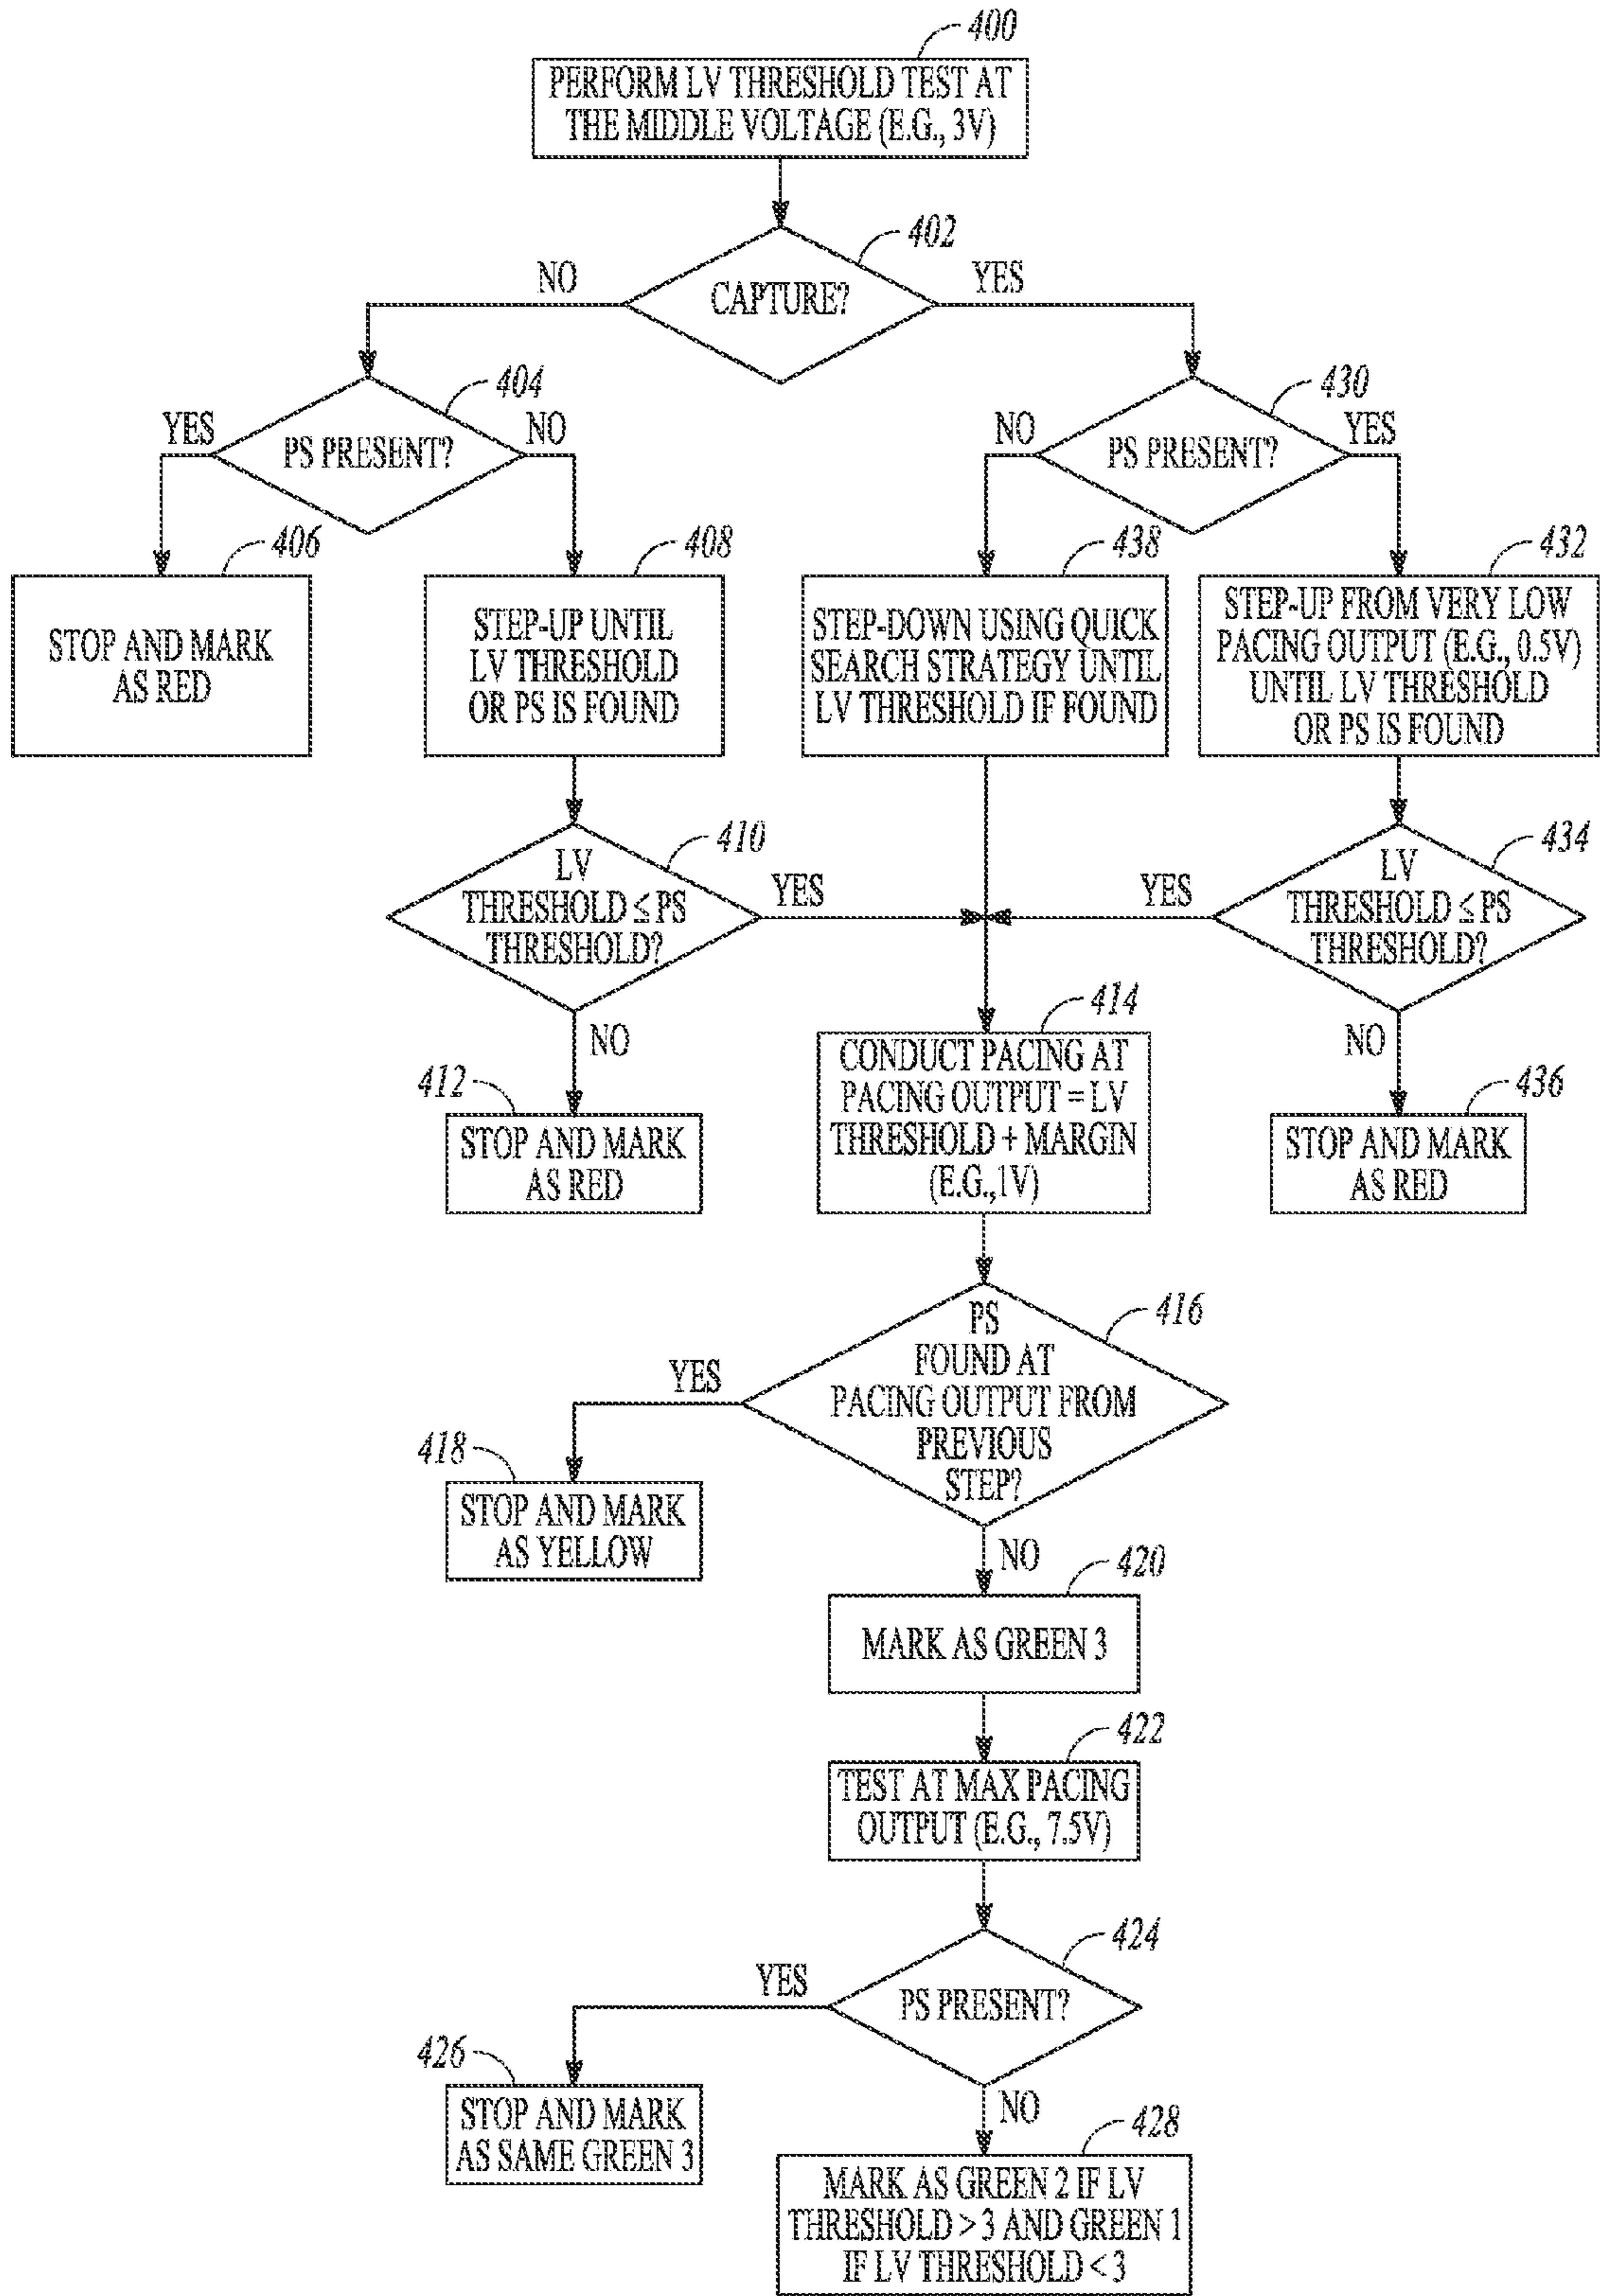 400
PERFORM LV THRESHOLD TEST AT
THE MIDDLE VOLTAGE (E.G., 3V)
402
CAPTURE?
NO
YES
404
PS PRESENT?
YES
NO
430
PS PRESENT?
NO
YES
406
STOP AND MARK
AS RED
408
STEP-UP UNTIL
LV THRESHOLD
OR PS IS FOUND
438
STEP-DOWN USING QUICK
SEARCH STRATEGY UNTIL
LV THRESHOLD IF FOUND
432
STEP-UP FROM VERY LOW
PACING OUTPUT (E.G., 0.5V)
UNTIL LV THRESHOLD
OR PS IS FOUND
410
LV
THRESHOLD ≤ PS
THRESHOLD?
YES
NO
434
LV
THRESHOLD ≤ PS
THRESHOLD?
YES
NO
412
STOP AND MARK
AS RED
414
CONDUCT PACING AT
PACING OUTPUT = LV
THRESHOLD + MARGIN
(E.G.,1V)
436
STOP AND MARK
AS RED
416
PS
FOUND AT
PACING OUTPUT FROM
PREVIOUS
STEP?
YES
NO
418
STOP AND MARK
AS YELLOW
420
MARK AS GREEN 3
422
TEST AT MAX PACING
OUTPUT (E.G., 7.5V)
424
PS PRESENT?
YES
NO
426
STOP AND MARK
AS SAME GREEN 3
428
MARK AS GREEN 2 IF LV
THRESHOLD > 3 AND GREEN 1
IF LV THRESHOLD < 3